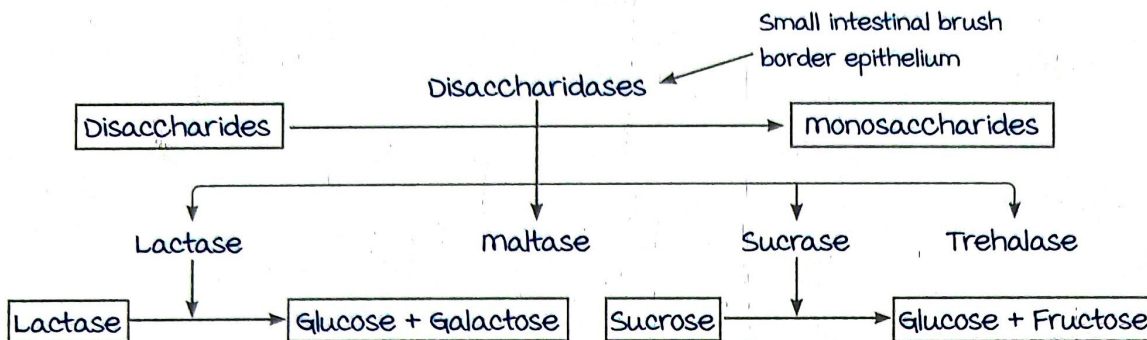 Small intestinal brush
border epithelium
Disaccharidases
Disaccharides
monosaccharides
Lactase
maltase
Sucrase
Trehalase
Lactase
Glucose + Galactose
Sucrose
Glucose + Fructose